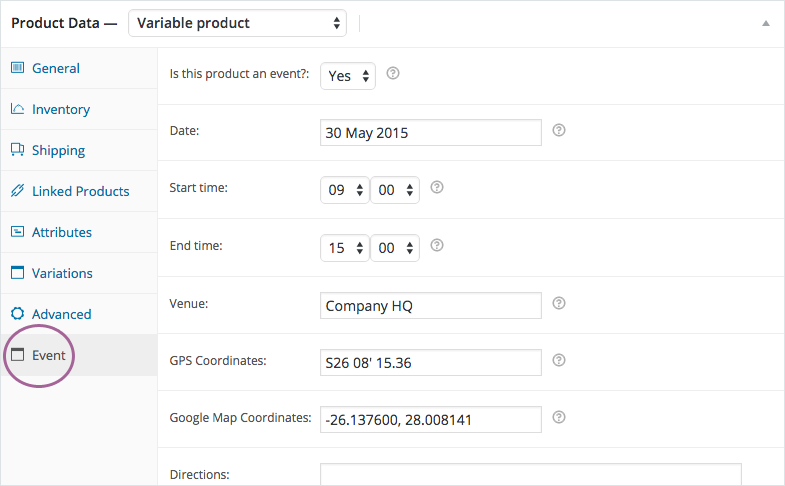 Product Data — Variable product
General
Inventory
Shipping
Linked Products
Attributes
Variations
Advanced
Event
Is this product an event?: Yes ?
Date: 30 May 2015 ?
Start time: 09 00 ?
End time: 15 00 ?
Venue: Company HQ ?
GPS Coordinates: S26 08' 15.36 ?
Google Map Coordinates: -26.137600, 28.008141 ?
Directions: